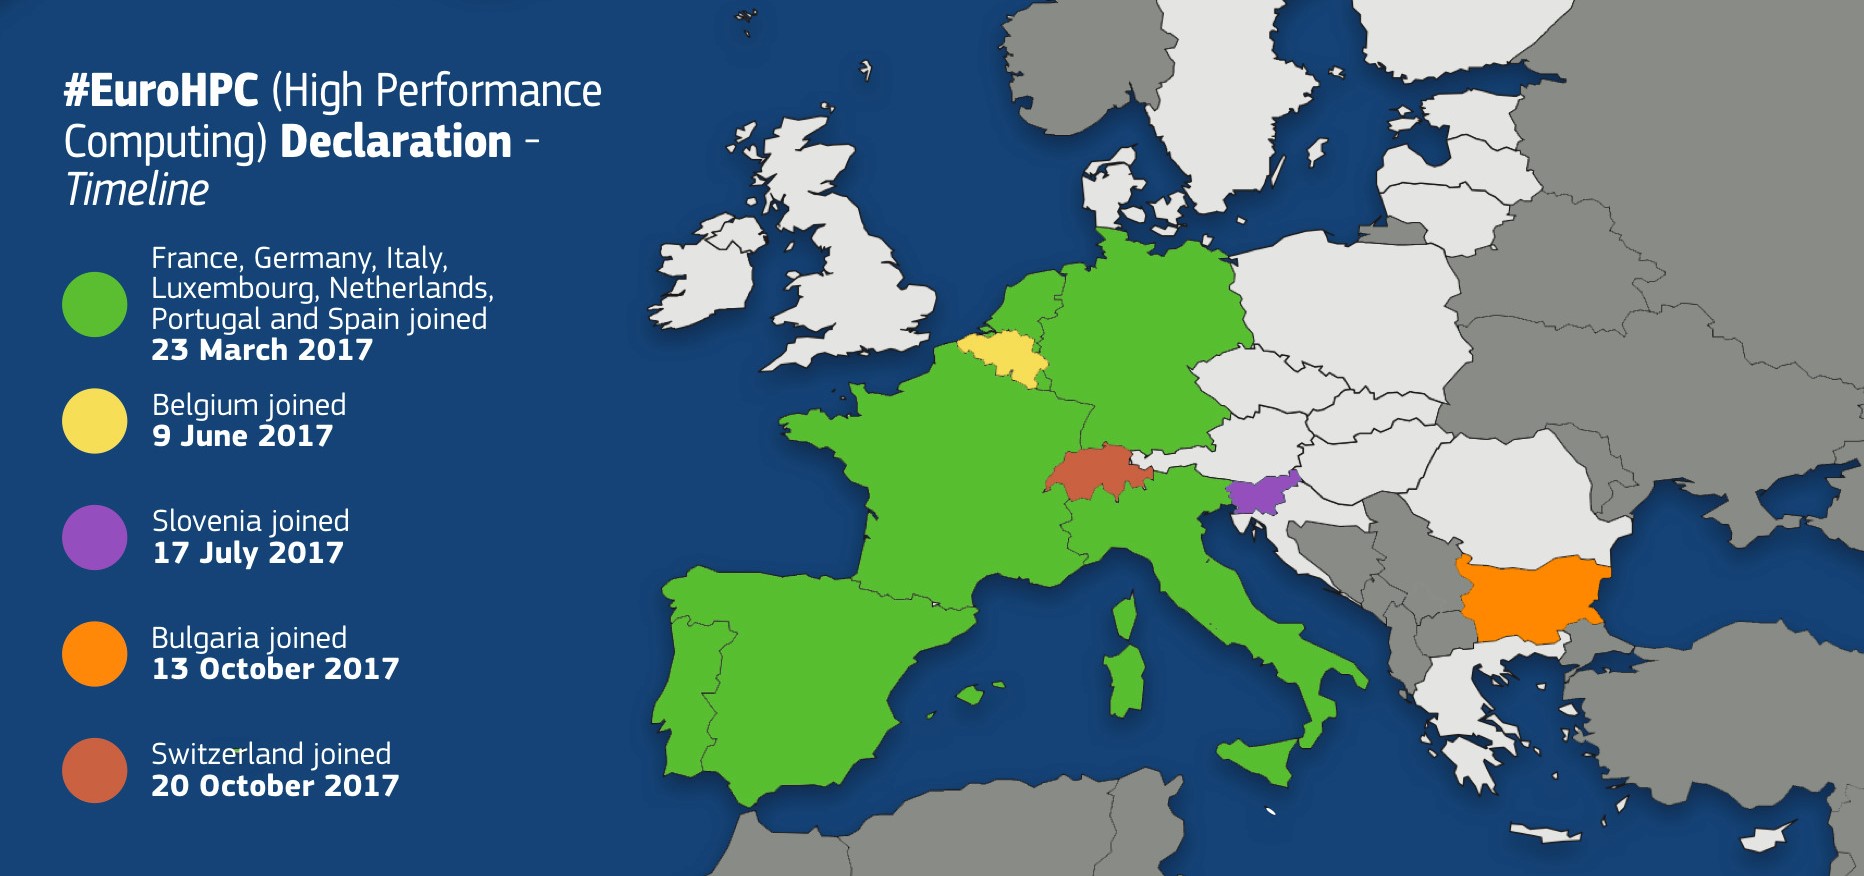 #EuroHPC (High Performance
Computing) Declaration -
Timeline
France, Germany, Italy,
Luxembourg, Netherlands,
Portugal and Spain joined
23 March 2017
Belgium joined
9 June 2017
Slovenia joined
17 July 2017
Bulgaria joined
13 October 2017
Switzerland joined
20 October 2017